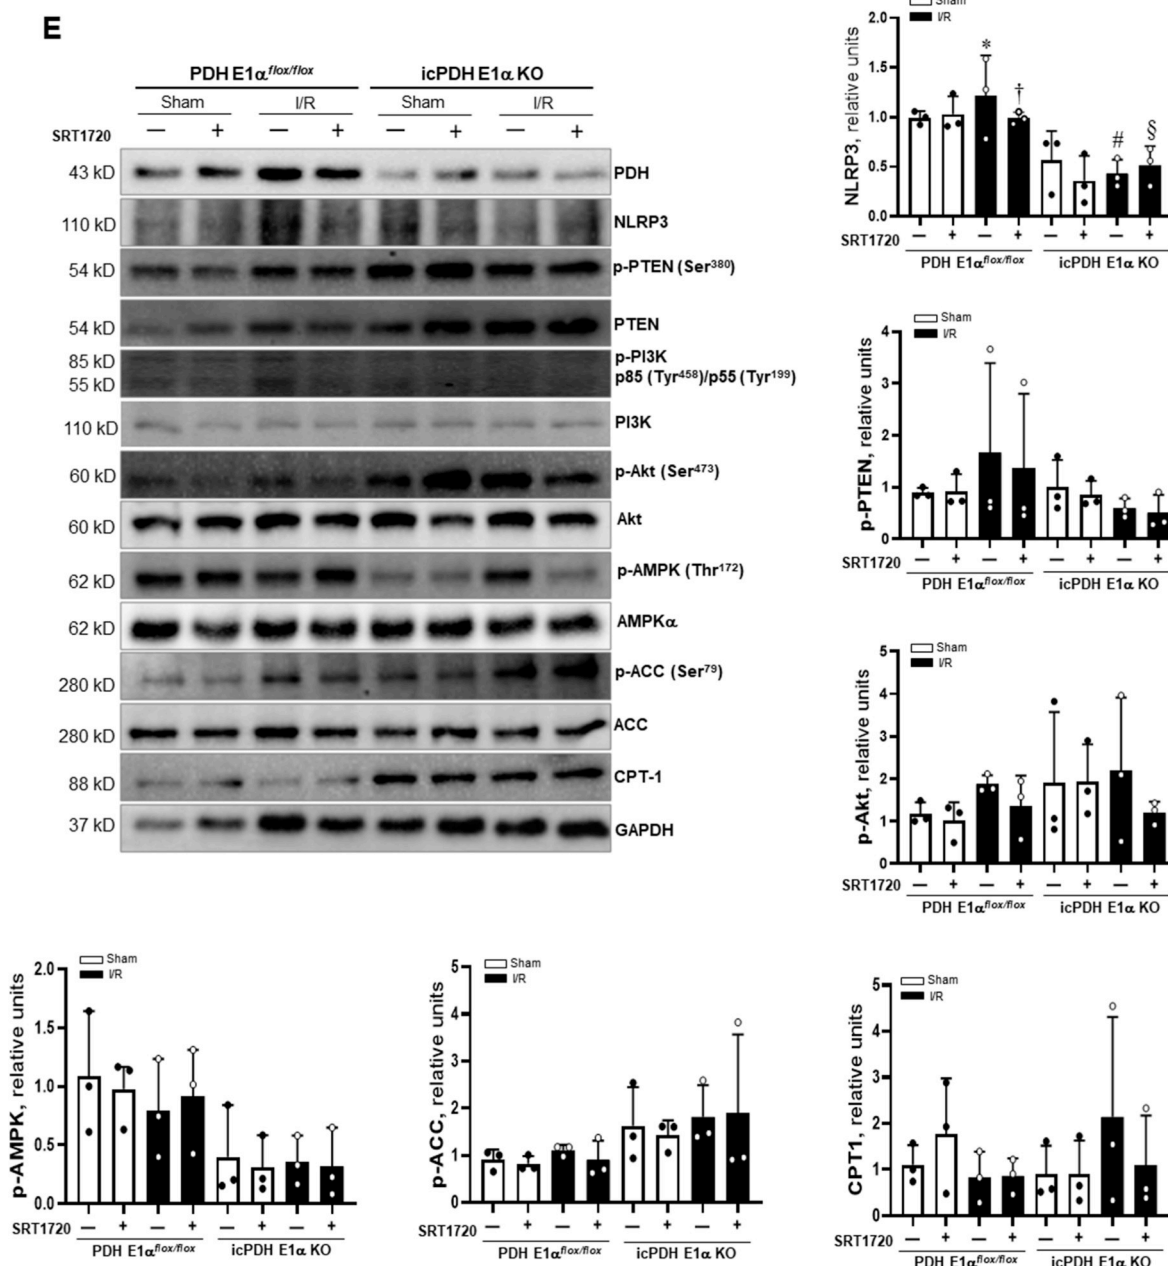 E
PDH E1α flox/flox icPDH E1α KO
Sham I/R Sham I/R
SRT1720 — + — + — + — +
43 kD PDH
110 kD NLRP3
54 kD p-PTEN (Ser380)
54 kD PTEN
85 kD p-PI3K
55 kD p85 (Tyr458)/p55 (Tyr199)
110 kD PI3K
60 kD p-Akt (Ser473)
60 kD Akt
62 kD p-AMPK (Thr172)
62 kD AMPKα
280 kD p-ACC (Ser79)
280 kD ACC
88 kD CPT-1
37 kD GAPDH
Sham
I/R
NLRP3, relative units
2.0
1.5
1.0
0.5
0.0
* † # §
SRT1720 — + — + — + — +
PDH E1α flox/flox icPDH E1α KO
Sham
I/R
p-PTEN, relative units
4
3
2
1
0
SRT1720 — + — + — + — +
PDH E1α flox/flox icPDH E1α KO
Sham
I/R
p-Akt, relative units
5
4
3
2
1
0
SRT1720 — + — + — + — +
PDH E1α flox/flox icPDH E1α KO
Sham
I/R
p-AMPK, relative units
2.0
1.5
1.0
0.5
0.0
SRT1720 — + — + — + — +
PDH E1α flox/flox icPDH E1α KO
Sham
I/R
p-ACC, relative units
5
4
3
2
1
0
SRT1720 — + — + — + — +
PDH E1α flox/flox icPDH E1α KO
Sham
I/R
CPT1, relative units
5
4
3
2
1
0
SRT1720 — + — + — + — +
PDH E1α flox/flox icPDH E1α KO